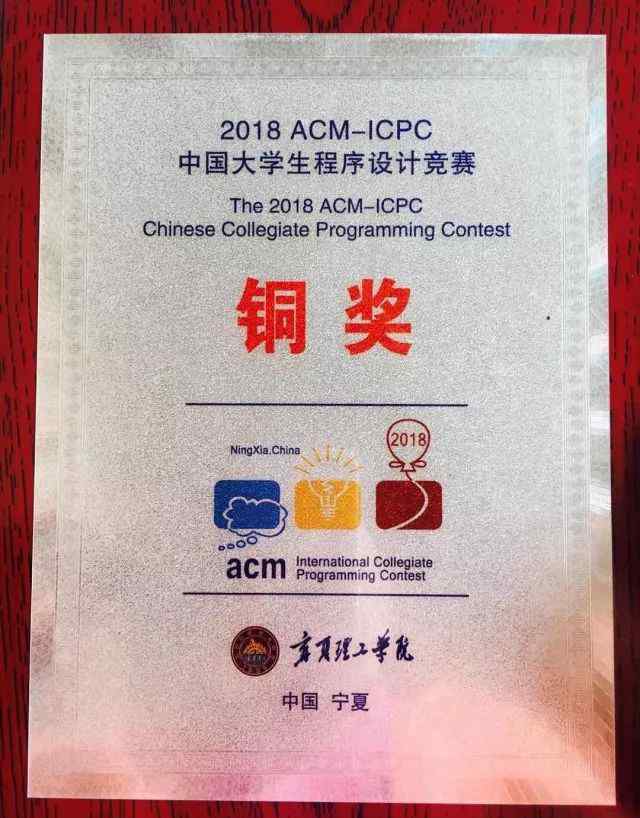 2018 ACM-ICPC
中国大学生程序设计竞赛
The 2018 ACM-ICPC
Chinese Collegiate Programming Contest
铜奖
2018
NingXia.China
acm International Collegiate
Programming Contest
宁夏理工学院
中国 宁夏